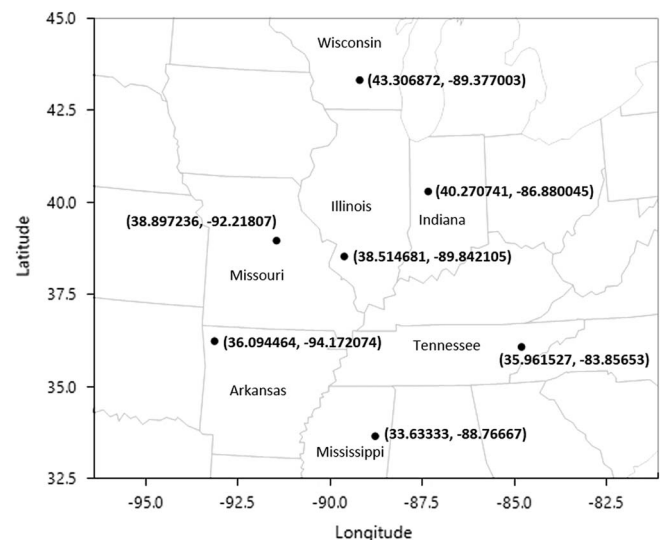 45.0
Wisconsin
(43.306872, -89.377003)
42.5
40.0
(40.270741, -86.880045)
Illinois
Indiana
(38.897236, -92.21807)
(38.514681, -89.842105)
Missouri
37.5
(36.094464, -94.172074)
Tennessee
(35.961527, -83.85653)
35.0
Arkansas
(33.63333, -88.76667)
Mississippi
32.5
Latitude
-95.0 -92.5 -90.0 -87.5 -85.0 -82.5
Longitude